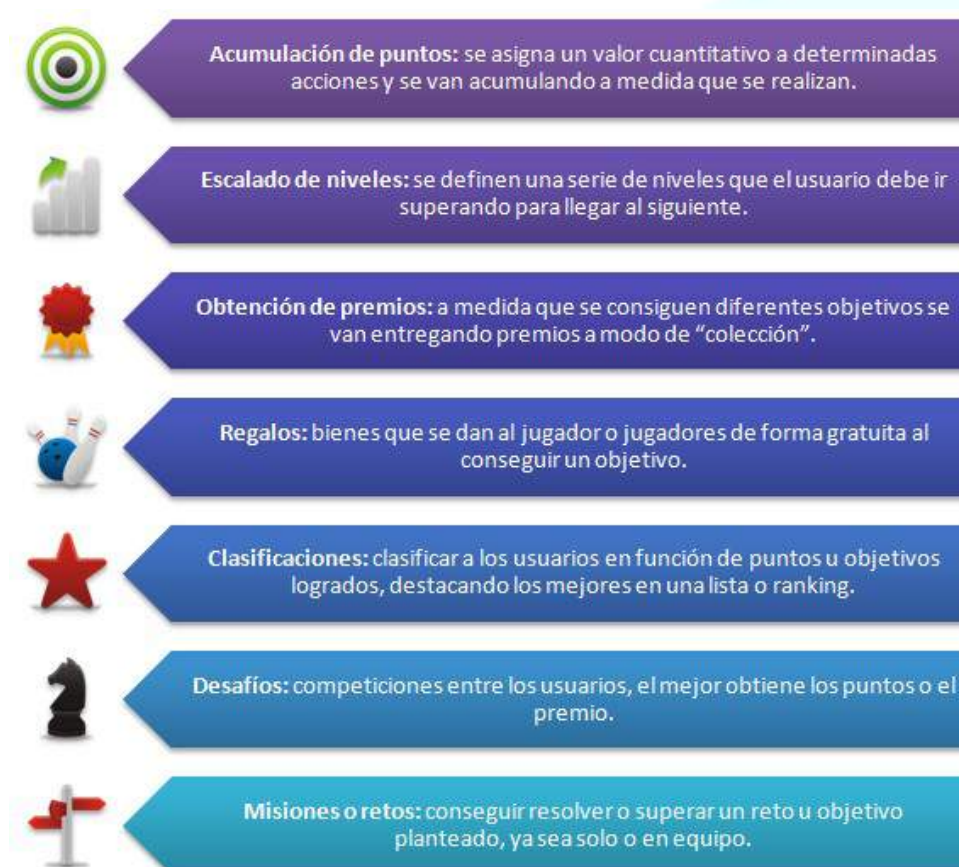 Acumulación de puntos: se asigna un valor cuantitativo a determinadas
acciones y se van acumulando a medida que se realizan.
Escalado de niveles: se definen una serie de niveles que el usuario debe ir
superando para llegar al siguiente.
Obtención de premios: a medida que se consiguen diferentes objetivos se
van entregando premios a modo de “colección”.
Regalos: bienes que se dan al jugador o jugadores de forma gratuita al
conseguir un objetivo.
Clasificaciones: clasificar a los usuarios en función de puntos u objetivos
logrados, destacando los mejores en una lista o ranking.
Desafíos: competiciones entre los usuarios, el mejor obtiene los puntos o el
premio.
Misiones o retos: conseguir resolver o superar un reto u objetivo
planteado, ya sea solo o en equipo.